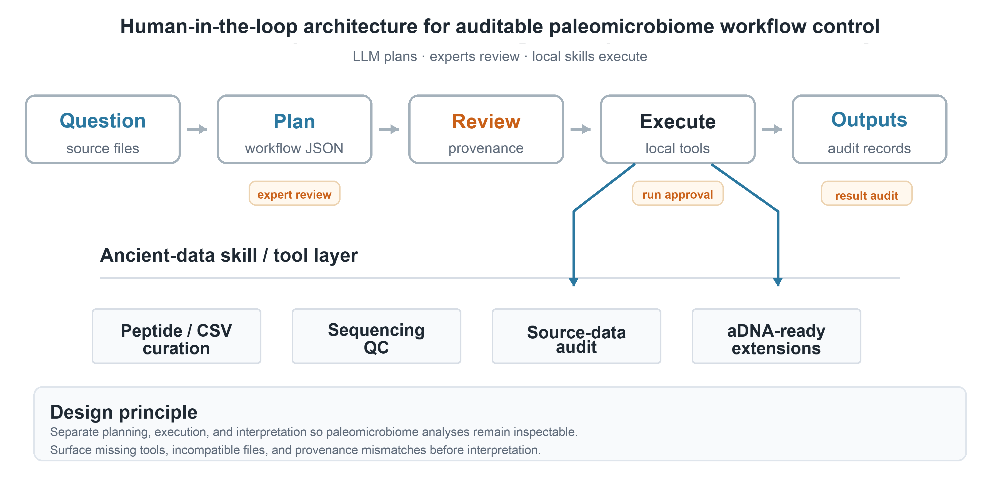 Human-in-the-loop architecture for auditable paleomicrobiome workflow control
LLM plans · experts review · local skills execute
Question
source files
Plan
workflow JSON
Review
provenance
Execute
local tools
Outputs
audit records
expert review
run approval
result audit
Ancient-data skill / tool layer
Peptide / CSV
curation
Sequencing
QC
Source-data
audit
aDNA-ready
extensions
Design principle
Separate planning, execution, and interpretation so paleomicrobiome analyses remain inspectable.
Surface missing tools, incompatible files, and provenance mismatches before interpretation.